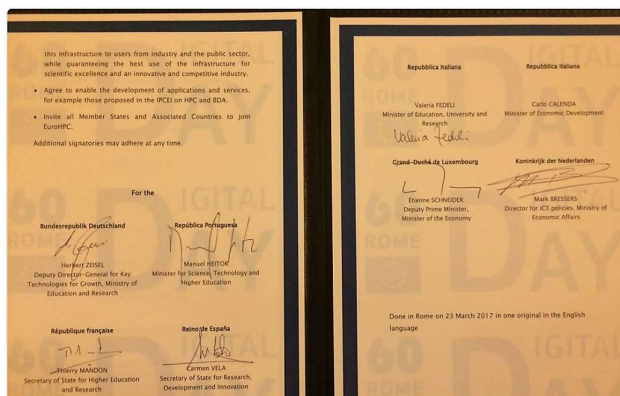 this infrastructure to users from industry and the public sector,
while guaranteeing the best use of the infrastructure for
scientific excellence and an innovative and competitive industry.
• Agree to enable the development of applications and services,
for example those proposed in the IPCEI on HPC and BDA.
• Invite all Member States and Associated Countries to join
EuroHPC.
Additional signatories may adhere at any time.
For the
Bundesrepublik Deutschland
Herbert ZEISEL
Deputy Director-General for Key
Technologies for Growth, Ministry of
Education and Research
República Portuguesa
Manuel HEITOR
Minister for Science, Technology and
Higher Education
République française
Thierry MANDON
Secretary of State for Higher Education
and Research
Reino de España
Carmen VELA
Secretary of State for Research,
Development and Innovation
Repubblica Italiana
Valeria FEDELI
Minister of Education, University and
Research
Valeria Fedeli
Repubblica Italiana
Carlo CALENDA
Minister of Economic Development
Grand-Duché de Luxembourg
Étienne SCHNEIDER
Deputy Prime Minister,
Minister of the Economy
Koninkrijk der Nederlanden
Mark BRESSERS
Director for ICT policies, Ministry of
Economic Affairs
Done in Rome on 23 March 2017 in one original in the English
language
60
ROME
DIGITAL
DAY